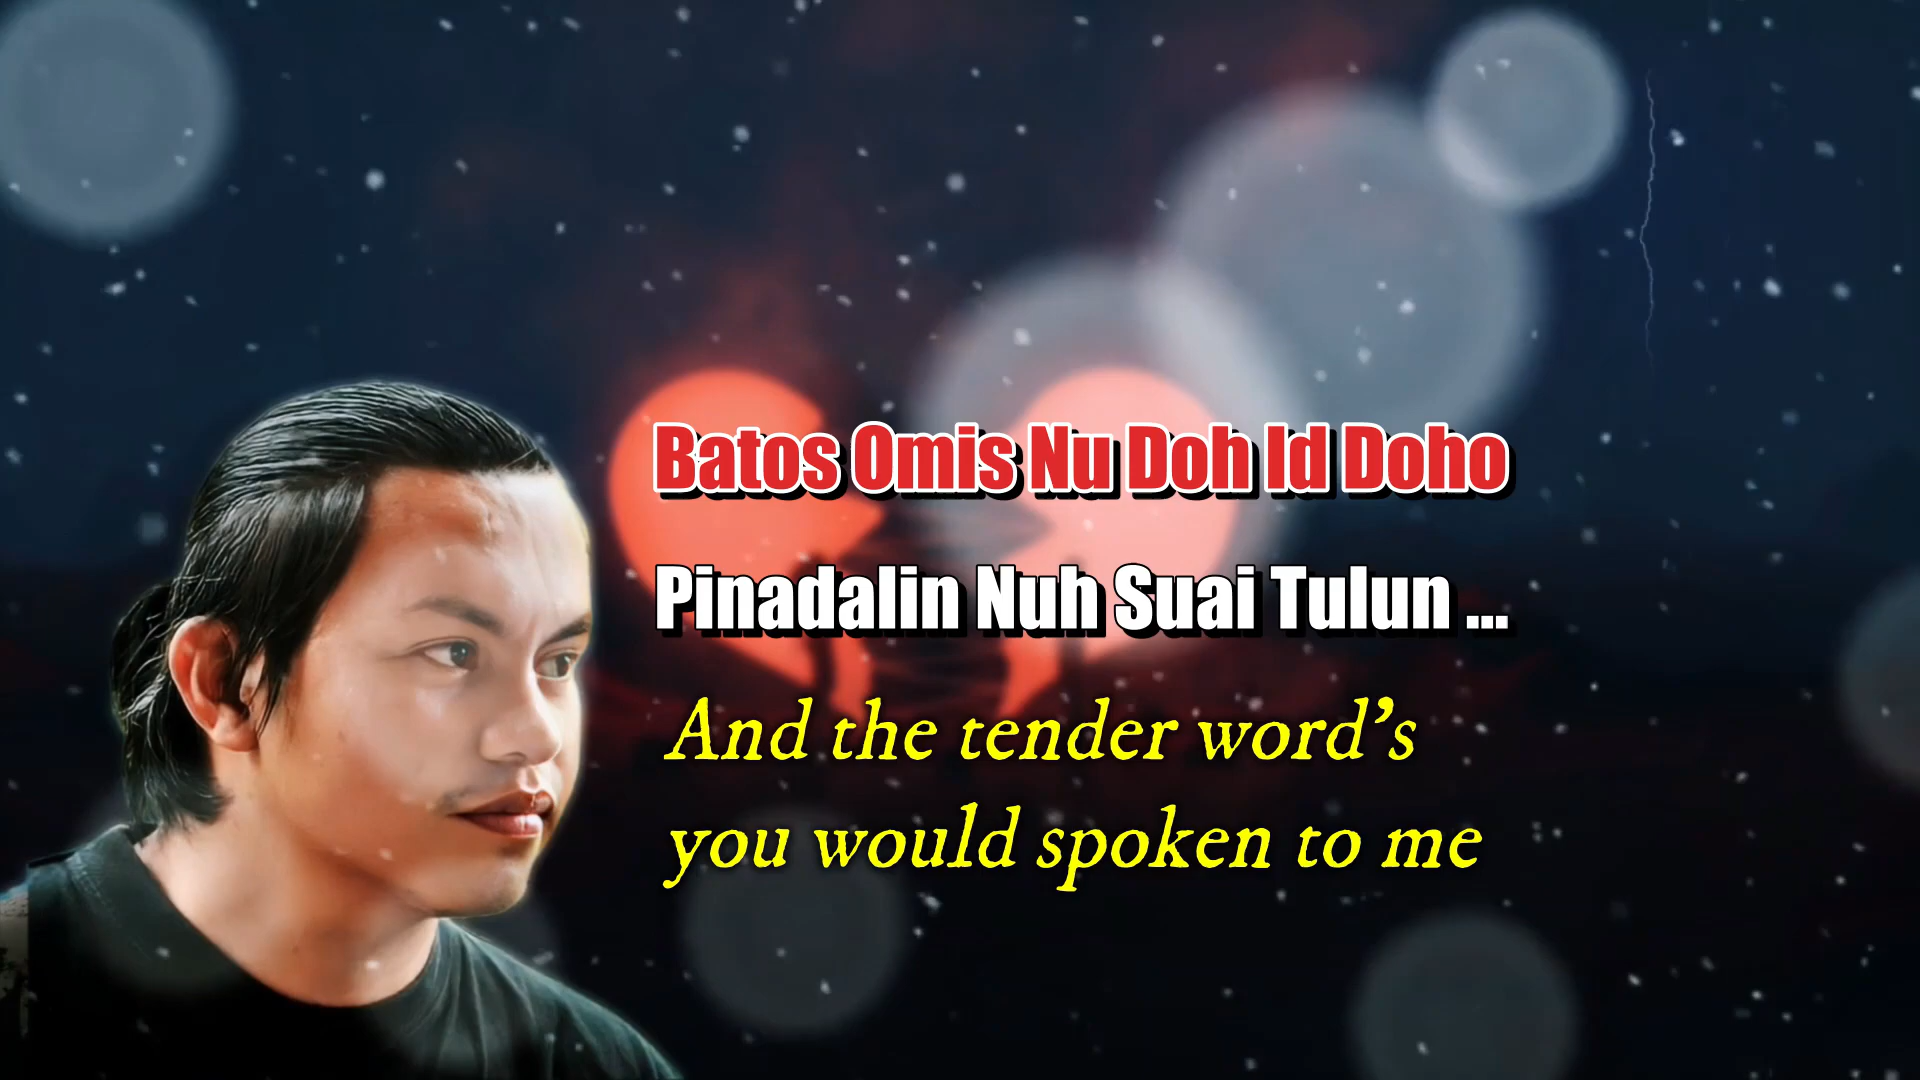 Batos Omis Nu Doh Id Doho
Pinadalin Nuh Suai Tulun ...
And the tender word's
you would spoken to me